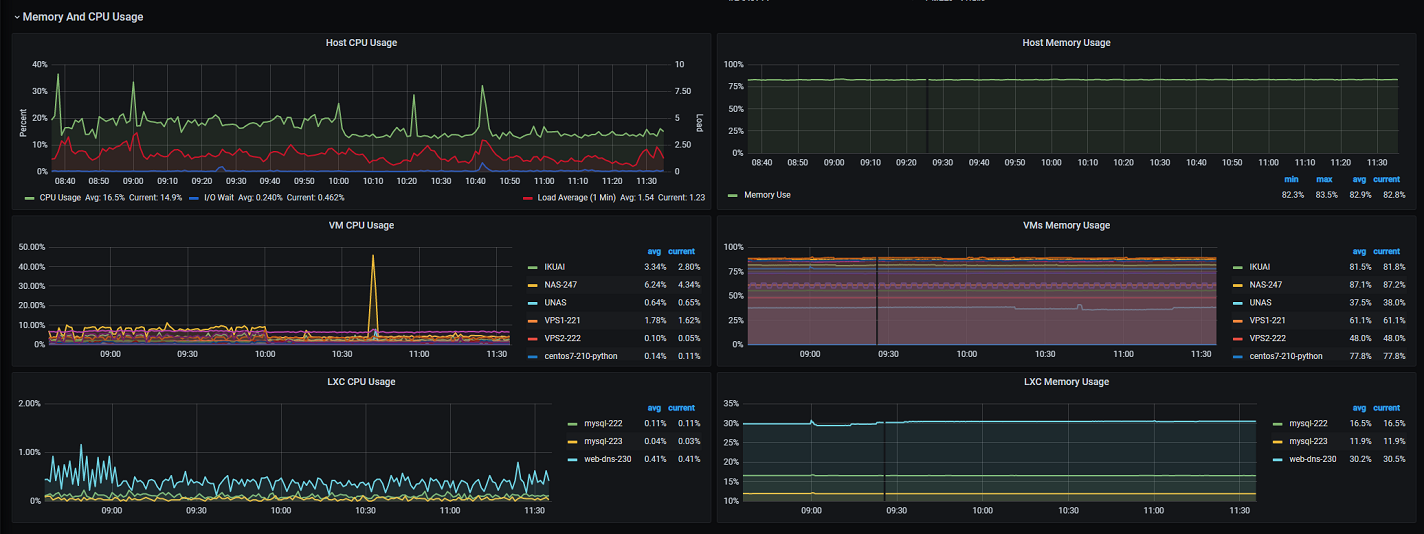 Memory And CPU Usage
Host CPU Usage
40%
30%
20%
10%
0%
Percent
10
7.50
5
2.50
0
Load
08:40 08:50 09:00 09:10 09:20 09:30 09:40 09:50 10:00 10:10 10:20 10:30 10:40 10:50 11:00 11:10 11:20 11:30
CPU Usage Avg: 16.5% Current: 14.9% I/O Wait Avg: 0.240% Current: 0.462% Load Average (1 Min) Avg: 1.54 Current: 1.23
Host Memory Usage
100%
75%
50%
25%
0%
08:40 08:50 09:00 09:10 09:20 09:30 09:40 09:50 10:00 10:10 10:20 10:30 10:40 10:50 11:00 11:10 11:20 11:30
min max avg current
Memory Use 82.3% 83.5% 82.9% 82.8%
VM CPU Usage
50.00%
40.00%
30.00%
20.00%
10.00%
0%
09:00 09:30 10:00 10:30 11:00 11:30
avg current
IKUAI 3.34% 2.80%
NAS-247 6.24% 4.34%
UNAS 0.64% 0.65%
VPS1-221 1.78% 1.62%
VPS2-222 0.10% 0.05%
centos7-210-python 0.14% 0.11%
VMs Memory Usage
100%
75%
50%
25%
0%
09:00 09:30 10:00 10:30 11:00 11:30
avg current
IKUAI 81.5% 81.8%
NAS-247 87.1% 87.2%
UNAS 37.5% 38.0%
VPS1-221 61.1% 61.1%
VPS2-222 48.0% 48.0%
centos7-210-python 77.8% 77.8%
LXC CPU Usage
2.00%
1.00%
0%
09:00 09:30 10:00 10:30 11:00 11:30
avg current
mysql-222 0.11% 0.11%
mysql-223 0.04% 0.03%
web-dns-230 0.41% 0.41%
LXC Memory Usage
35%
30%
25%
20%
15%
10%
09:00 09:30 10:00 10:30 11:00 11:30
avg current
mysql-222 16.5% 16.5%
mysql-223 11.9% 11.9%
web-dns-230 30.2% 30.5%